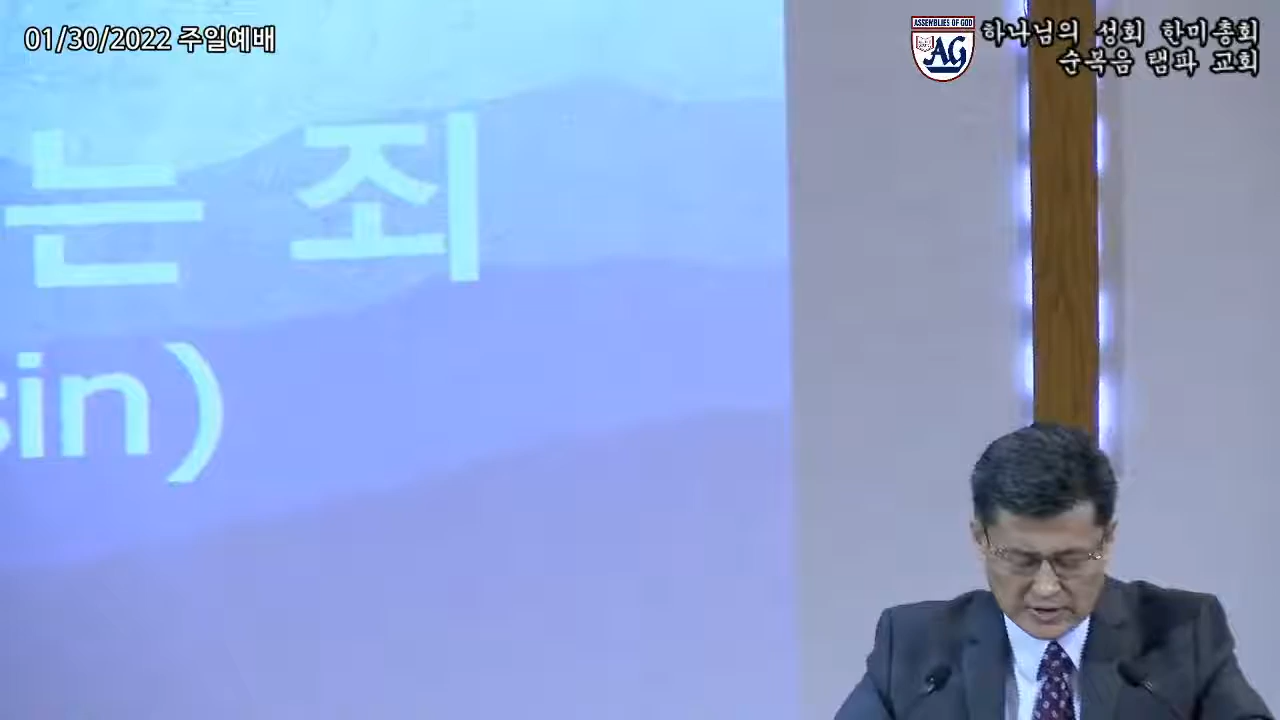 01/30/2022 주일예배
ASSEMBLIES OF GOD
AG
하나님의 성회 한미총회
순복음 탬파 교회
는 죄
sin)